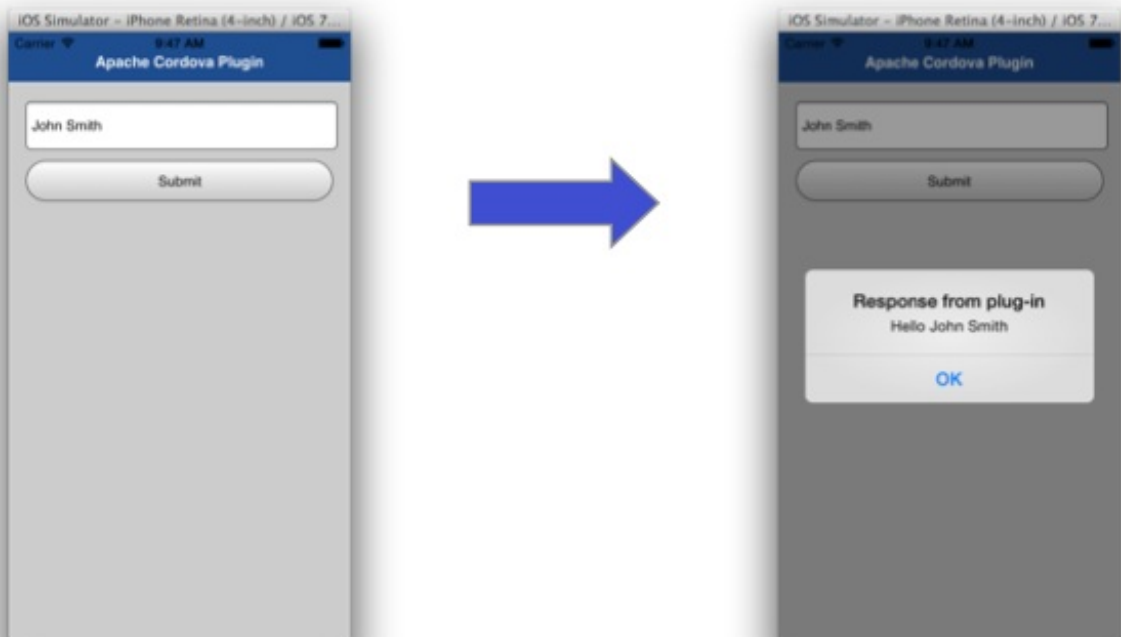 iOS Simulator – iPhone Retina (4-inch) / iOS 7...
Carrier 9:47 AM
Apache Cordova Plugin
John Smith
Submit
iOS Simulator – iPhone Retina (4-inch) / iOS 7...
Carrier 9:47 AM
Apache Cordova Plugin
John Smith
Submit
Response from plug-in
Hello John Smith
OK